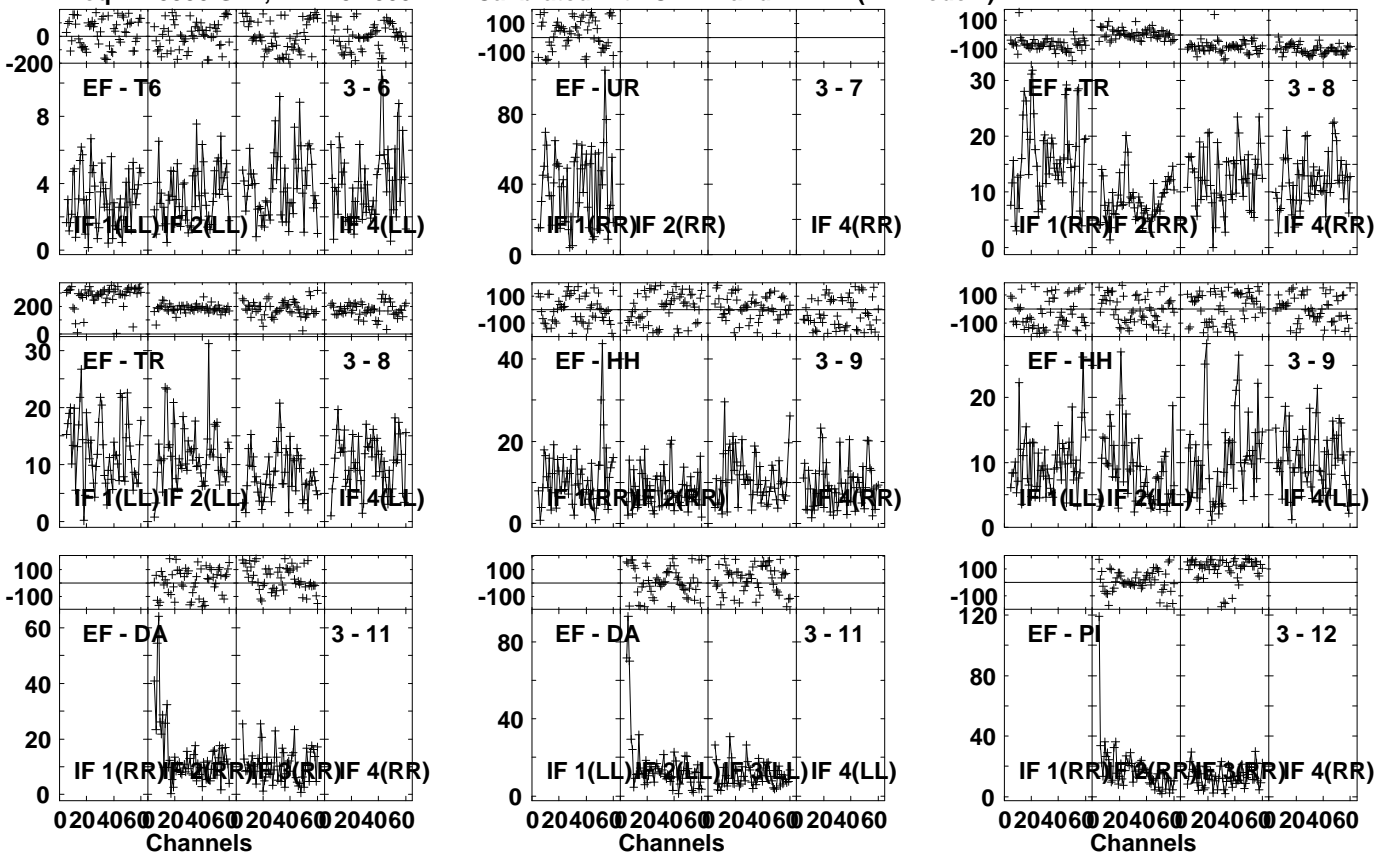 0
-200
EF - T6
3 - 6
8
4
0
IF 1(LL)
IF 2(LL)
IF 4(LL)
100
-100
EF - UR
3 - 7
80
40
0
IF 1(RR)
IF 2(RR)
IF 4(RR)
100
-100
EF - TR
3 - 8
30
20
10
0
IF 1(RR)
IF 2(RR)
IF 4(RR)
200
0
EF - TR
3 - 8
30
20
10
0
IF 1(LL)
IF 2(LL)
IF 4(LL)
100
-100
EF - HH
3 - 9
40
20
0
IF 1(RR)
IF 2(RR)
IF 4(RR)
100
-100
EF - HH
3 - 9
20
10
0
IF 1(LL)
IF 2(LL)
IF 4(LL)
100
-100
EF - DA
3 - 11
60
40
20
0
IF 1(RR)
IF 2(RR)
IF 3(RR)
IF 4(RR)
0 20 40 60 0 20 40 60 0 20 40 60 0 20 40 60
Channels
100
-100
EF - DA
3 - 11
80
40
0
IF 1(LL)
IF 2(LL)
IF 3(LL)
IF 4(LL)
0 20 40 60 0 20 40 60 0 20 40 60 0 20 40 60
Channels
100
-100
EF - PI
3 - 12
120
80
40
0
IF 1(RR)
IF 2(RR)
IF 3(RR)
IF 4(RR)
0 20 40 60 0 20 40 60 0 20 40 60 0 20 40 60
Channels